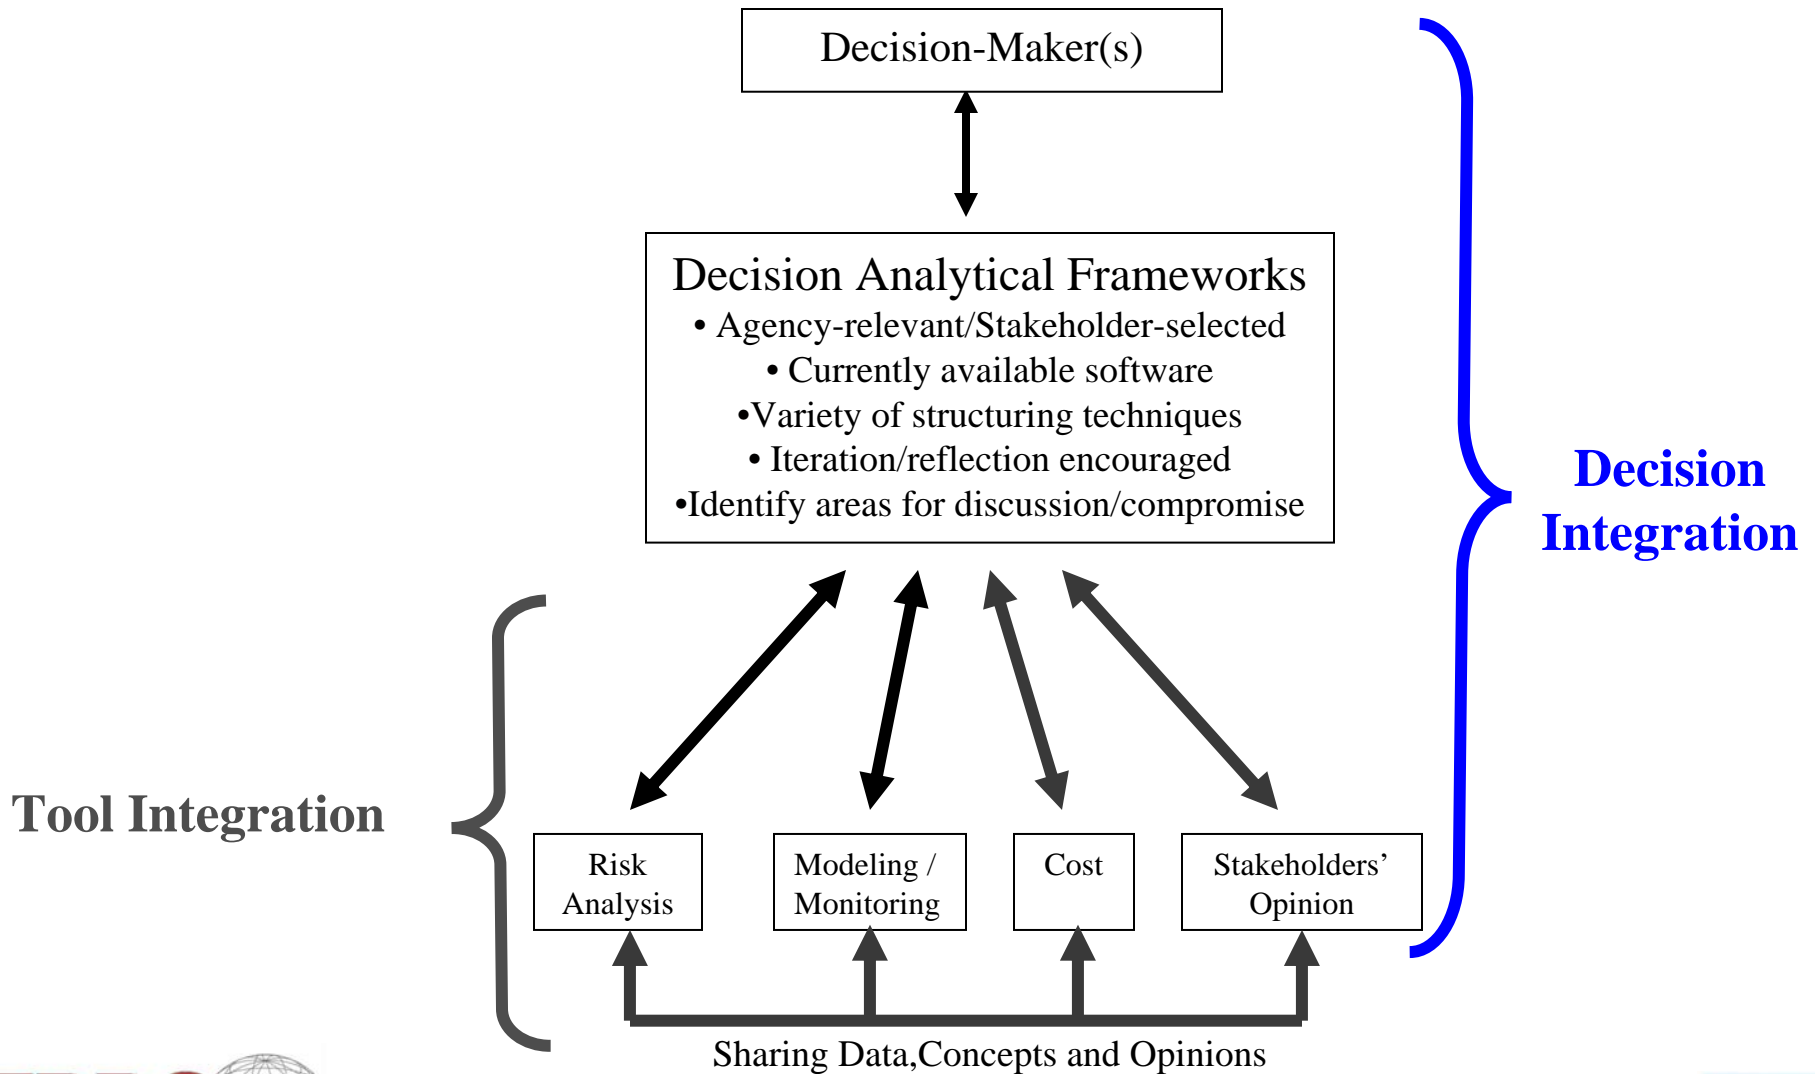 Decision-Maker(s)
Decision Analytical Frameworks
• Agency-relevant/Stakeholder-selected
• Currently available software
•Variety of structuring techniques
• Iteration/reflection encouraged
•Identify areas for discussion/compromise
Decision
Integration
Tool Integration
Risk
Analysis
Modeling /
Monitoring
Cost
Stakeholders’
Opinion
Sharing Data,Concepts and Opinions